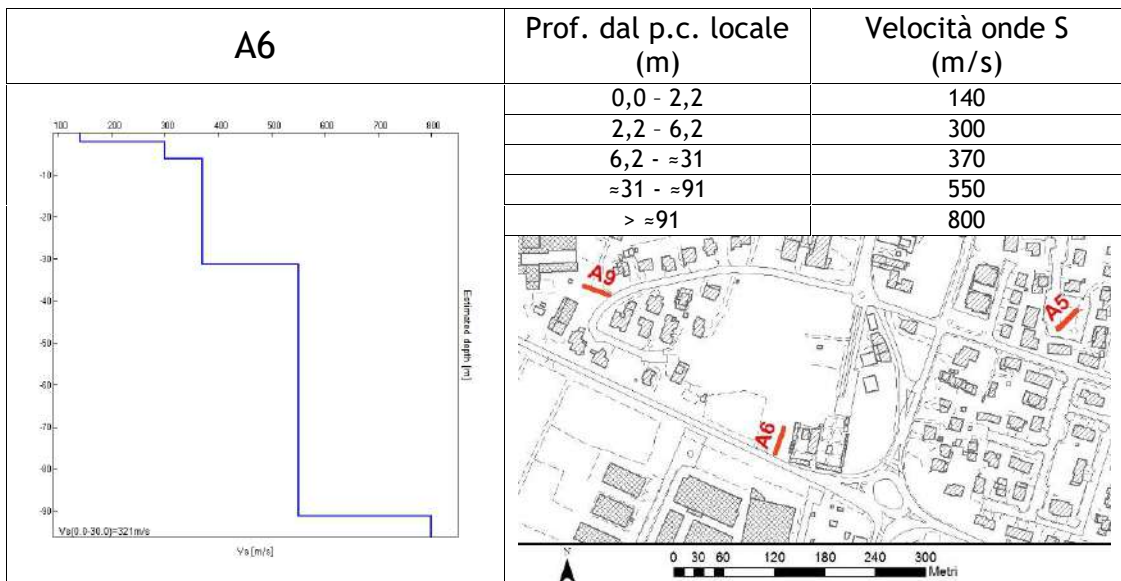 A6
Prof. dal p.c. locale
(m)
Velocità onde S
(m/s)
0,0 – 2,2 140
2,2 – 6,2 300
6,2 - ≈31 370
≈31 - ≈91 550
> ≈91 800
100 200 300 400 500 600 700 800
-10
-20
-30
-40
-50
-60
-70
-80
-90
Estimated depth [m]
Vs(0.0-30.0)=321m/s
Vs [m/s]
A9
A5
A6
N
0 30 60 120 180 240 300
Metri